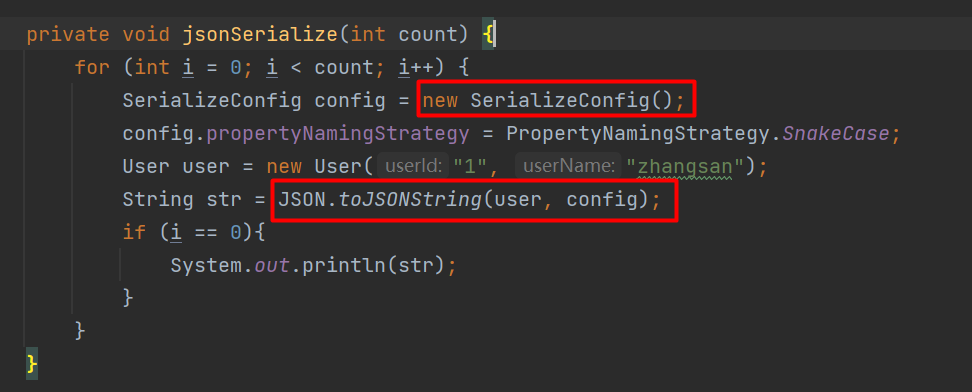 private void jsonSerialize(int count) {
for (int i = 0; i < count; i++) {
SerializeConfig config = new SerializeConfig();
config.propertyNamingStrategy = PropertyNamingStrategy.SnakeCase;
User user = new User( userId: "1", userName: "zhangsan");
String str = JSON.toJSONString(user, config);
if (i == 0){
System.out.println(str);
}
}
}